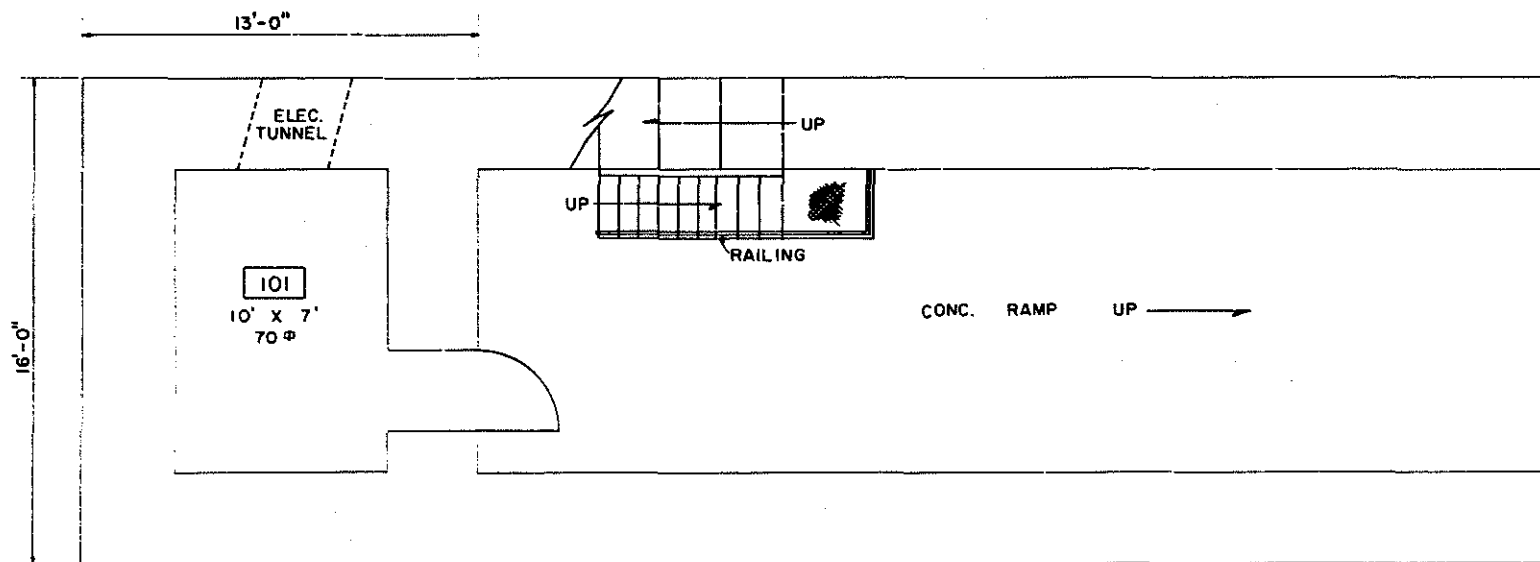 13'-0"
ELEC.
TUNNEL
UP
UP
RAILING
101
10' X 7'
70 ⏀
CONC. RAMP UP
16'-0"